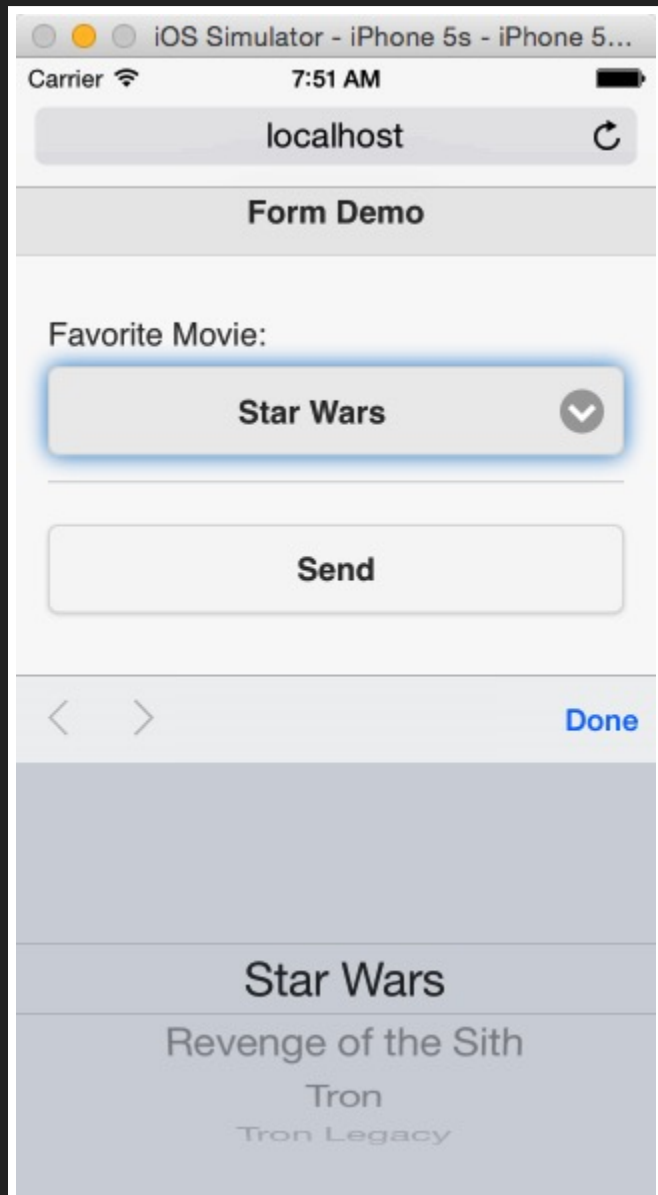 iOS Simulator - iPhone 5s - iPhone 5...
Carrier 7:51 AM
localhost
Form Demo
Favorite Movie:
Star Wars
Send
Done
Star Wars
Revenge of the Sith
Tron
Tron Legacy